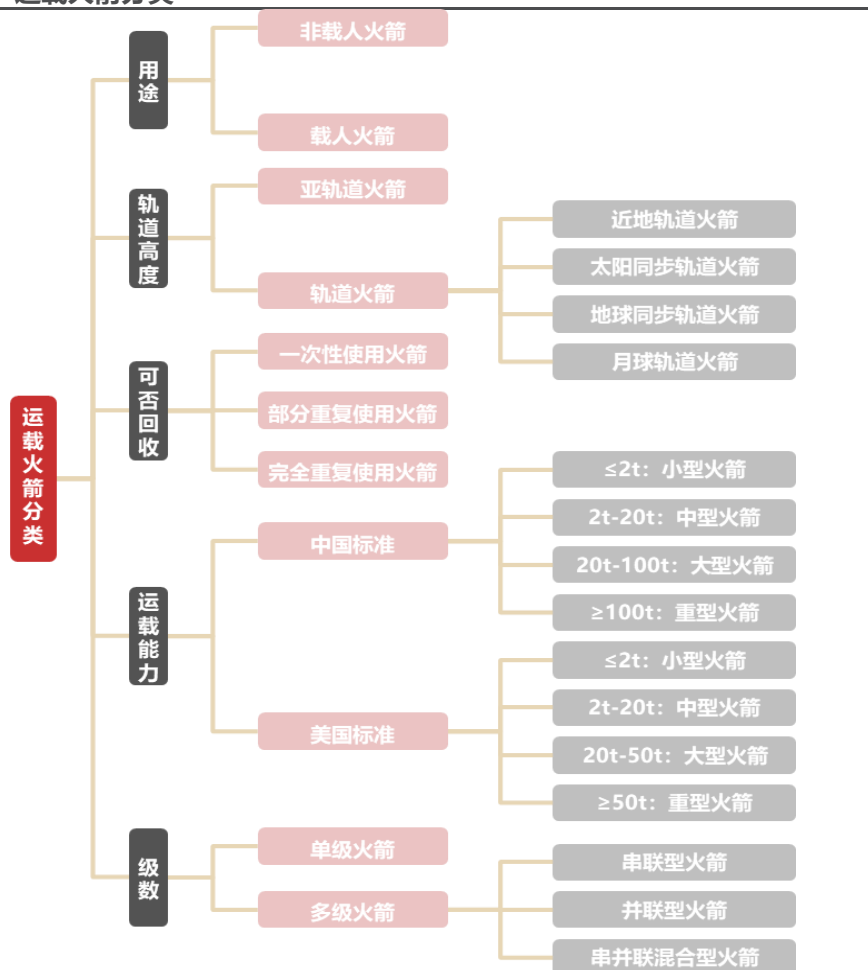 运载火箭分类
用途
非载人火箭
载人火箭
轨道高度
亚轨道火箭
轨道火箭
近地轨道火箭
太阳同步轨道火箭
地球同步轨道火箭
月球轨道火箭
可否回收
一次性使用火箭
部分重复使用火箭
完全重复使用火箭
运载能力
中国标准
≤2t：小型火箭
2t-20t：中型火箭
20t-100t：大型火箭
≥100t：重型火箭
美国标准
≤2t：小型火箭
2t-20t：中型火箭
20t-50t：大型火箭
≥50t：重型火箭
级数
单级火箭
多级火箭
串联型火箭
并联型火箭
串并联混合型火箭